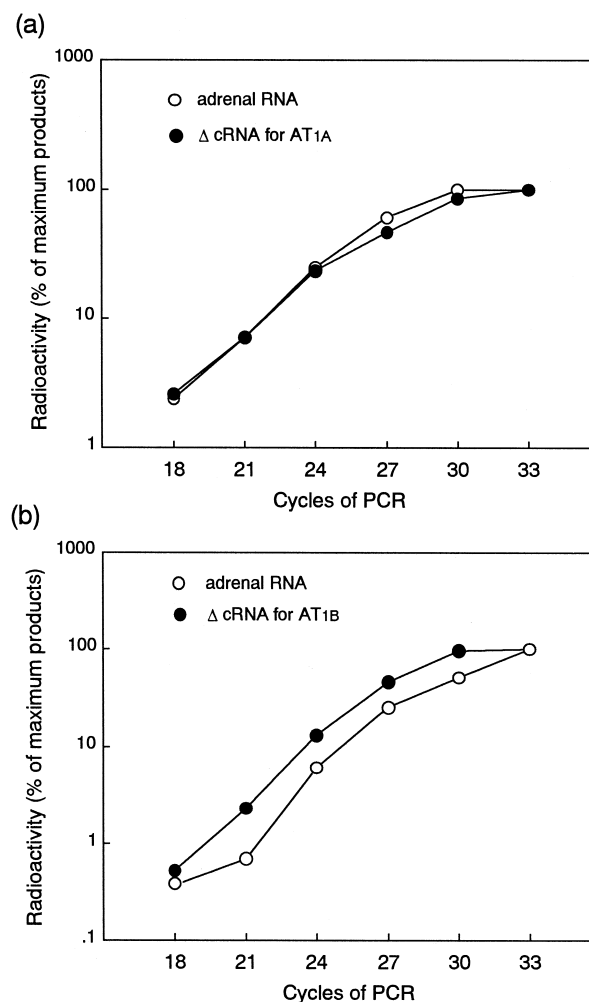 (a)
1000
100
10
1
Radioactivity (% of maximum products)
adrenal RNA
Δ cRNA for AT1A
18 21 24 27 30 33
Cycles of PCR
(b)
1000
100
10
1
.1
Radioactivity (% of maximum products)
adrenal RNA
Δ cRNA for AT1B
18 21 24 27 30 33
Cycles of PCR